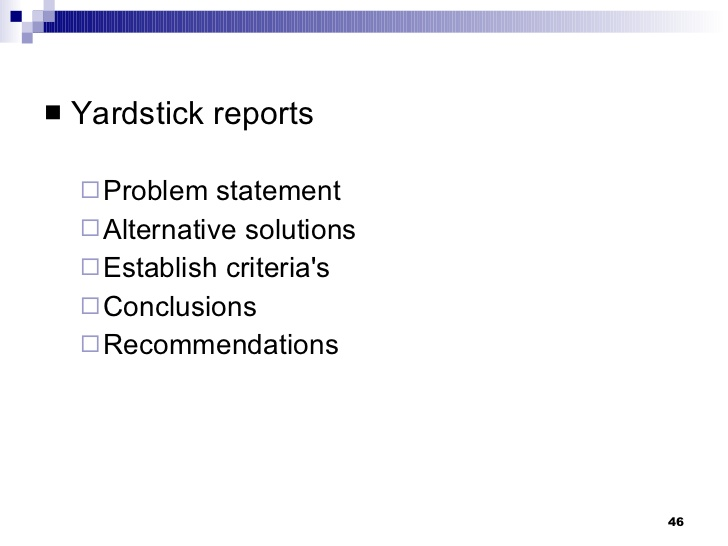 Yardstick reports
Problem statement
Alternative solutions
Establish criteria's
Conclusions
Recommendations
46